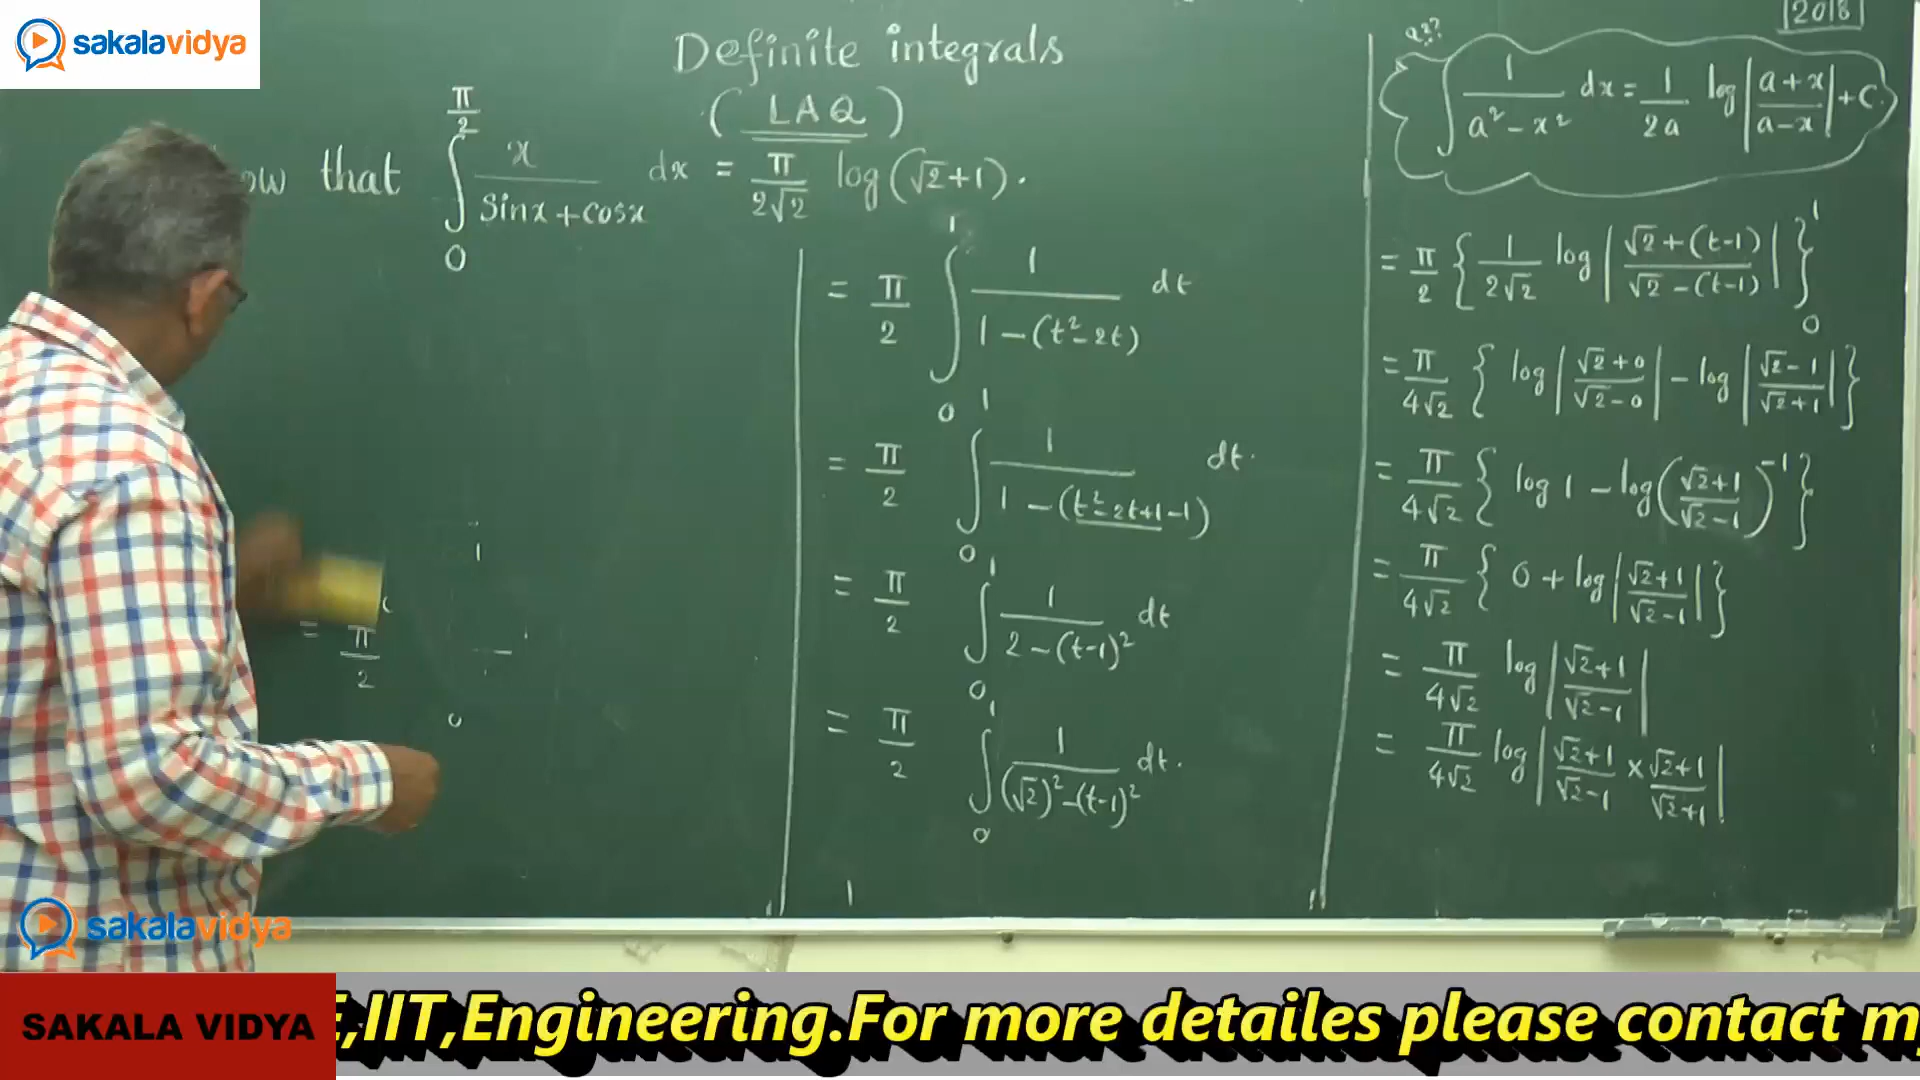 sakalavidya
Definite integrals
(LAQ)
ow that ∫₀^(π/2) x/(sinx+cosx) dx = π/(2√2) log(√2+1).
= π/2
0
= π/2 ∫₀¹ 1/(1-(t²-2t)) dt
= π/2 ∫₀¹ 1/(1-(t²-2t+1-1)) dt.
= π/2 ∫₀¹ 1/(2-(t-1)²) dt
= π/2 ∫₀¹ 1/((√2)²-(t-1)²) dt.
2018
∫ 1/(a²-x²) dx = 1/(2a) log|(a+x)/(a-x)|+C.
= π/2 {1/(2√2) log|(√2+(t-1))/(√2-(t-1))|}₀¹
= π/(4√2) {log|(√2+0)/(√2-0)| - log|(√2-1)/(√2+1)|}
= π/(4√2) {log 1 - log((√2+1)/(√2-1))⁻¹}
= π/(4√2) {0 + log|(√2+1)/(√2-1)|}
= π/(4√2) log|(√2+1)/(√2-1)|
= π/(4√2) log|(√2+1)/(√2-1) × (√2+1)/(√2+1)|
sakalavidya
SAKALA VIDYA
E,IIT,Engineering.For more detailes please contact m